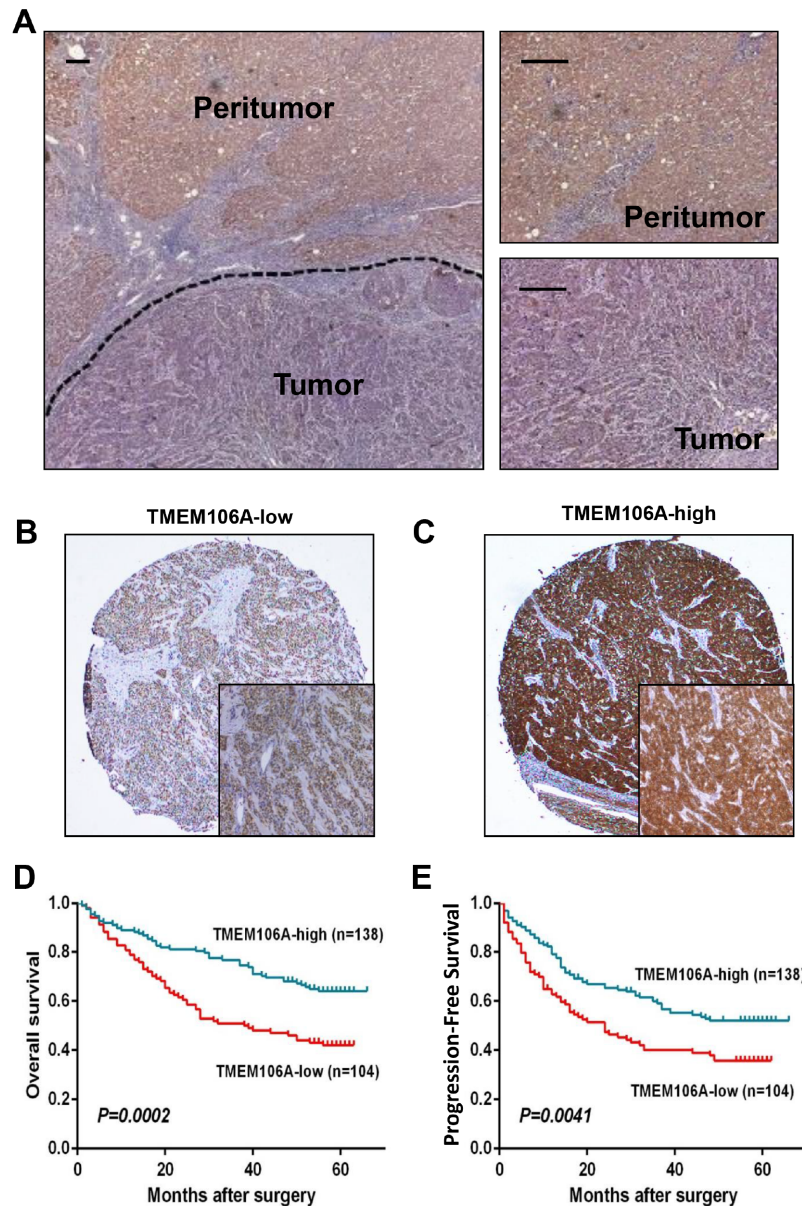 A
Peritumor
Tumor
Peritumor
Tumor
TMEM106A-low
TMEM106A-high
B
C
D
E
1.0
0.8
0.6
0.4
0.2
0.0
Overall survival
TMEM106A-high (n=138)
TMEM106A-low (n=104)
P=0.0002
0
20
40
60
Months after surgery
1.0
0.8
0.6
0.4
0.2
0.0
Progression-Free Survival
TMEM106A-high (n=138)
TMEM106A-low (n=104)
P=0.0041
0
20
40
60
Months after surgery